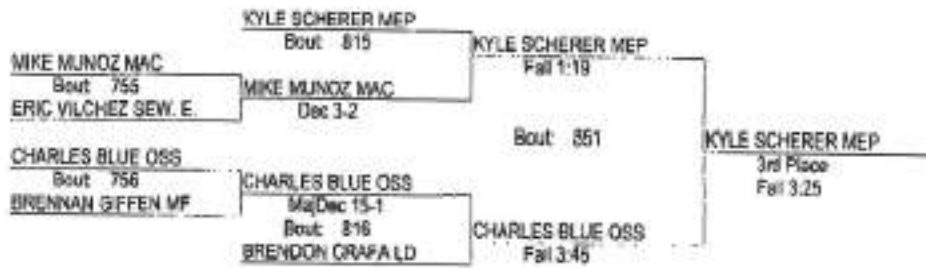 KYLE SCHERER MEP
Bout: 815
KYLE SCHERER MEP
Fall 1:19
MIKE MUNOZ MAC
Bout 755
ERIC VILCHEZ SEW. E.
MIKE MUNOZ MAC
Dec 3-2
Bout: 851
KYLE SCHERER MEP
3rd Place
Fall 3:25
CHARLES BLUE OSS
Bout 756
BRENNAN GIFFEN MF
CHARLES BLUE OSS
MajDec 15-1
Bout: 816
BRENDON GRAFA LD
CHARLES BLUE OSS
Fall 3:45